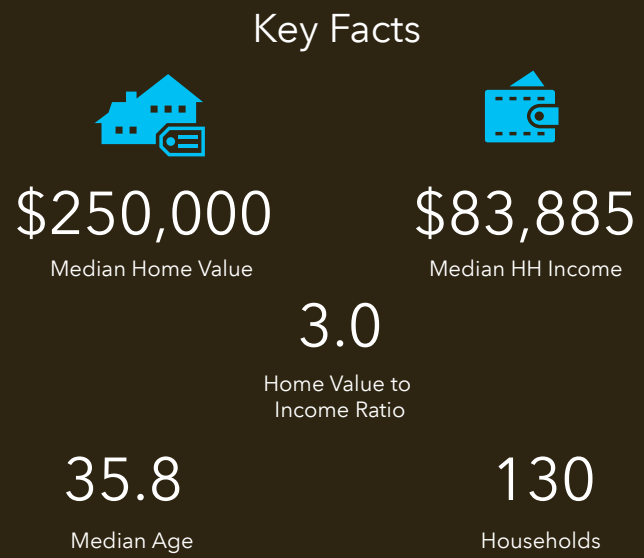 Key Facts
$250,000
Median Home Value
$83,885
Median HH Income
3.0
Home Value to
Income Ratio
35.8
Median Age
130
Households